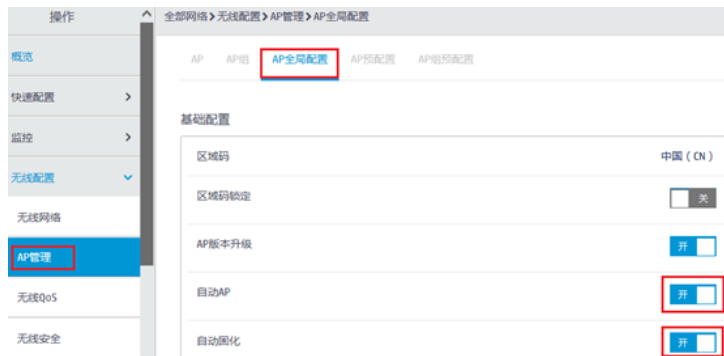 操作
全部网络>无线配置>AP管理>AP全局配置
概览
快速配置
监控
无线配置
无线网络
AP管理
无线QoS
无线安全
AP AP组 AP全局配置 AP预配置 AP组预配置
基础配置
区域码 中国（CN）
区域码锁定 关
AP版本升级 开
自动AP 开
自动固化 开